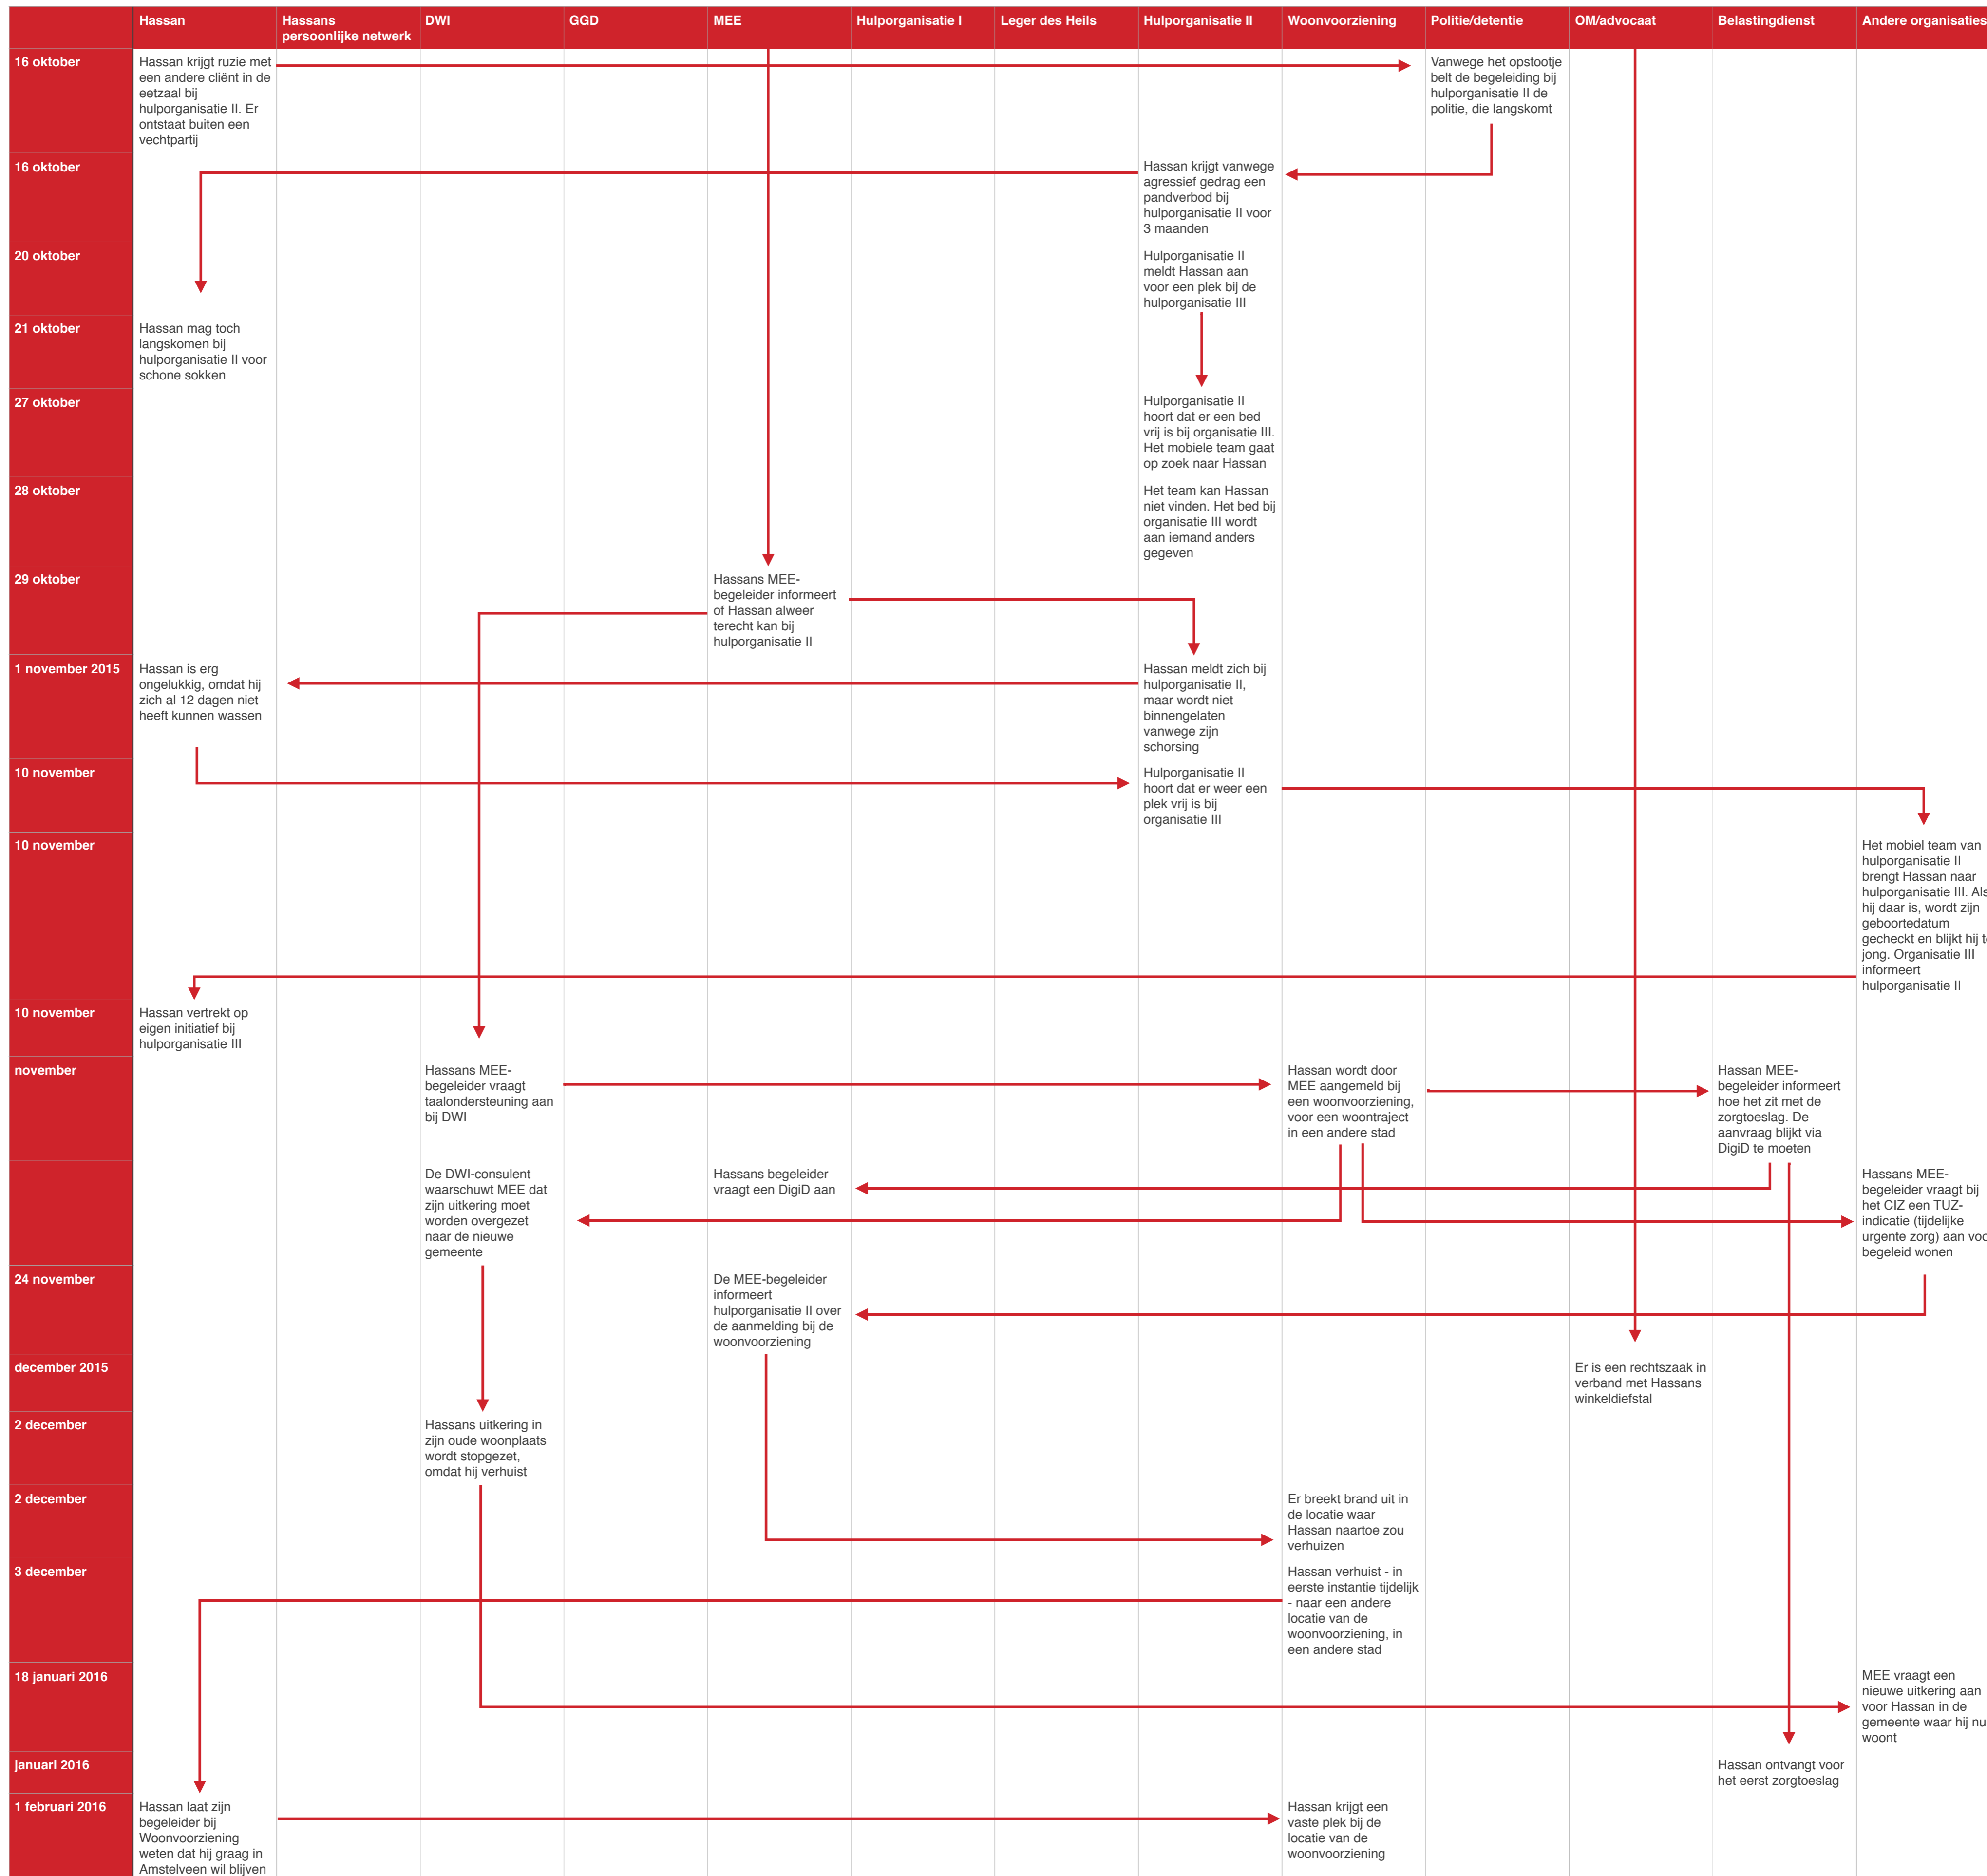 Hassan
Hassans
persoonlijke netwerk
DWI
GGD
MEE
Hulporganisatie I
Leger des Heils
Hulporganisatie II
Woonvoorziening
Politie/detentie
OM/advocaat
Belastingdienst
Andere organisaties
16 oktober
Hassan krijgt ruzie met
een andere cliënt in de
eetzaal bij
hulporganisatie II. Er
ontstaat buiten een
vechtpartij
Vanwege het opstootje
belt de begeleiding bij
hulporganisatie II de
politie, die langskomt
16 oktober
Hassan krijgt vanwege
agressief gedrag een
pandverbod bij
hulporganisatie II voor
3 maanden
20 oktober
Hulporganisatie II
meldt Hassan aan
voor een plek bij de
hulporganisatie III
21 oktober
Hassan mag toch
langskomen bij
hulporganisatie II voor
schone sokken
27 oktober
Hulporganisatie II
hoort dat er een bed
vrij is bij organisatie III.
Het mobiele team gaat
op zoek naar Hassan
28 oktober
Het team kan Hassan
niet vinden. Het bed bij
organisatie III wordt
aan iemand anders
gegeven
29 oktober
Hassans MEE-
begeleider informeert
of Hassan alweer
terecht kan bij
hulporganisatie II
1 november 2015
Hassan is erg
ongelukkig, omdat hij
zich al 12 dagen niet
heeft kunnen wassen
Hassan meldt zich bij
hulporganisatie II,
maar wordt niet
binnengelaten
vanwege zijn
schorsing
10 november
Hulporganisatie II
hoort dat er weer een
plek vrij is bij
organisatie III
10 november
Het mobiel team van
hulporganisatie II
brengt Hassan naar
hulporganisatie III. Als
hij daar is, wordt zijn
geboortedatum
gecheckt en blijkt hij
jong. Organisatie III
informeert
hulporganisatie II
10 november
Hassan vertrekt op
eigen initiatief bij
hulporganisatie III
november
Hassans MEE-
begeleider vraagt
taalondersteuning aan
bij DWI
Hassan wordt door
MEE aangemeld bij
een woonvoorziening,
voor een woontraject
in een andere stad
Hassan MEE-
begeleider informeert
hoe het zit met de
zorgtoeslag. De
aanvraag blijkt via
DigiD te moeten
De DWI-consulent
waarschuwt MEE dat
zijn uitkering moet
worden overgezet
naar de nieuwe
gemeente
Hassans begeleider
vraagt een DigiD aan
Hassans MEE-
begeleider vraagt bij
het CIZ een TUZ-
indicatie (tijdelijke
urgente zorg) aan
begeleid wonen
24 november
De MEE-begeleider
informeert
hulporganisatie II over
de aanmelding bij de
woonvoorziening
december 2015
Er is een rechtszaak in
verband met Hassans
winkeldiefstal
2 december
Hassans uitkering in
zijn oude woonplaats
wordt stopgezet,
omdat hij verhuist
2 december
Er breekt brand uit in
de locatie waar
Hassan naartoe zou
verhuizen
3 december
Hassan verhuist - in
eerste instantie tijdelijk
- naar een andere
locatie van de
woonvoorziening, in
een andere stad
18 januari 2016
MEE vraagt een
nieuwe uitkering aan
voor Hassan in de
gemeente waar hij nu
woont
januari 2016
Hassan ontvangt voor
het eerst zorgtoeslag
1 februari 2016
Hassan laat zijn
begeleider bij
Woonvoorziening
weten dat hij graag in
Amstelveen wil blijven
Hassan krijgt een
vaste plek bij de
locatie van de
woonvoorziening